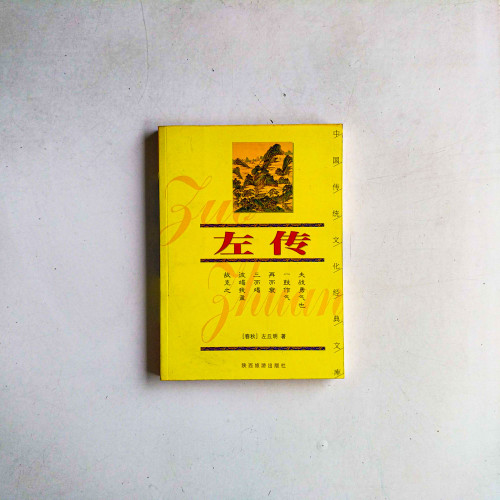 中国传统文化经典文库
Zuo
Zhuan
左传
夫战勇气也
一鼓作气
再而衰
三而竭
彼竭我盈
故克之
［春秋］左丘明 著
陕西旅游出版社